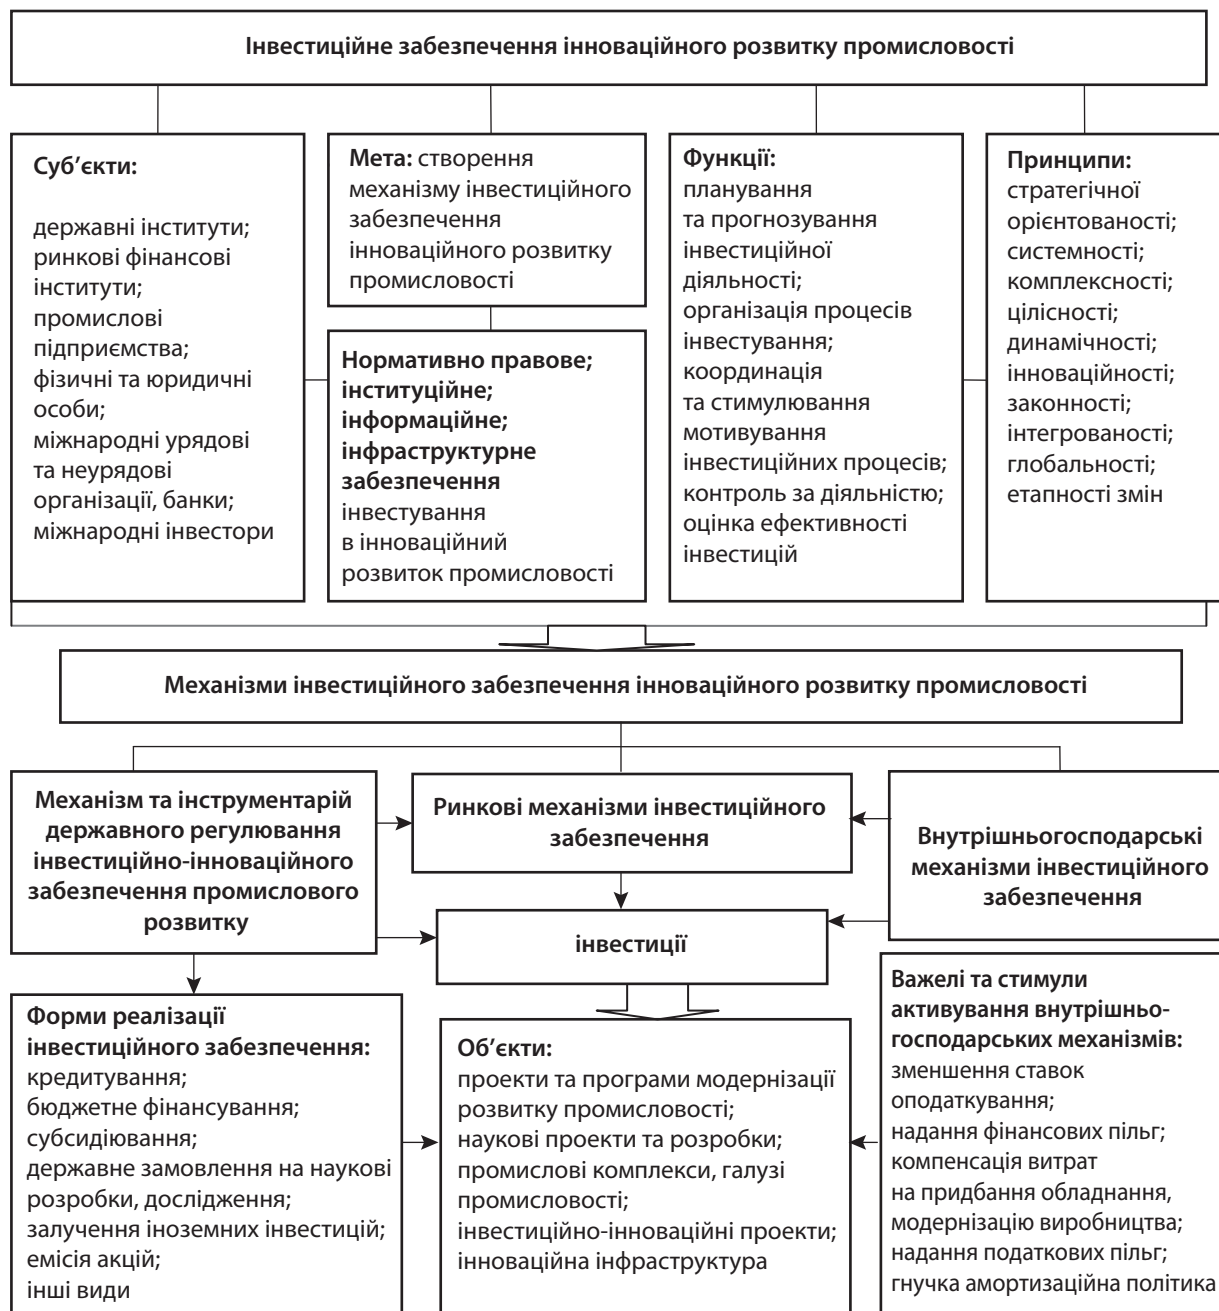 Інвестиційне забезпечення інноваційного розвитку промисловості
Суб’єкти:
державні інститути;
ринкові фінансові
інститути;
промислові
підприємства;
фізичні та юридичні
особи;
міжнародні урядові
та неурядові
організації, банки;
міжнародні інвестори
Мета: створення
механізму інвестиційного
забезпечення
інноваційного розвитку
промисловості
Нормативно правове;
інституційне;
інформаційне;
інфраструктурне
забезпечення
інвестування
в інноваційний
розвиток промисловості
Функції:
планування
та прогнозування
інвестиційної
діяльності;
організація процесів
інвестування;
координація
та стимулювання
мотивування
інвестиційних процесів;
контроль за діяльністю;
оцінка ефективності
інвестицій
Принципи:
стратегічної
орієнтованості;
системності;
комплексності;
цілісності;
динамічності;
інноваційності;
законності;
інтегрованості;
глобальності;
етапності змін
Механізми інвестиційного забезпечення інноваційного розвитку промисловості
Механізм та інструментарій
державного регулювання
інвестиційно-інноваційного
забезпечення промислового
розвитку
Ринкові механізми інвестиційного
забезпечення
Внутрішньогосподарські
механізми інвестиційного
забезпечення
інвестиції
Форми реалізації
інвестиційного забезпечення:
кредитування;
бюджетне фінансування;
субсидіювання;
державне замовлення на наукові
розробки, дослідження;
залучення іноземних інвестицій;
емісія акцій;
інші види
Об’єкти:
проекти та програми модернізації
розвитку промисловості;
наукові проекти та розробки;
промислові комплекси, галузі
промисловості;
інвестиційно-інноваційні проекти;
інноваційна інфраструктура
Важелі та стимули
активування внутрішньо-
господарських механізмів:
зменшення ставок
оподаткування;
надання фінансових пільг;
компенсація витрат
на придбання обладнання,
модернізацію виробництва;
надання податкових пільг;
гнучка амортизаційна політика